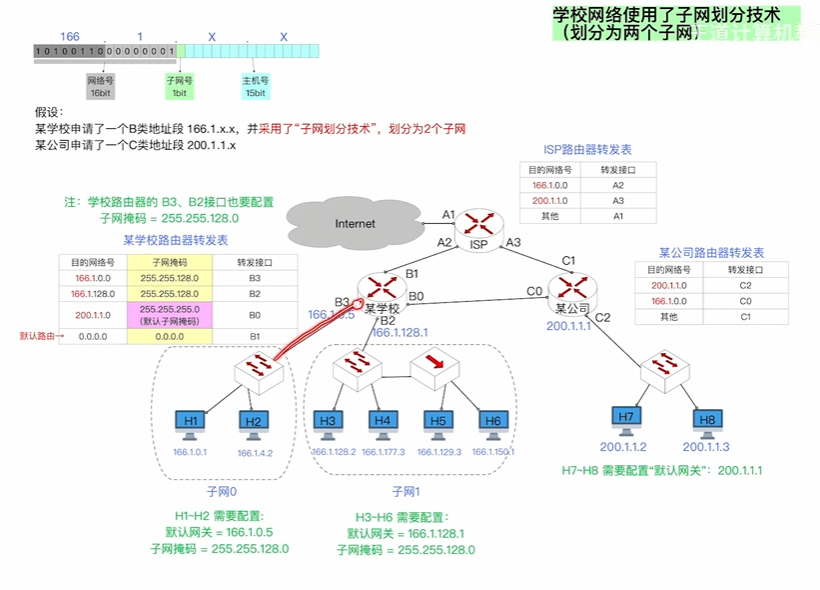 学校网络使用了子网划分技术
（划分为两个子网）
166 . 1 . X . X
1 0 1 0 0 1 1 0 0 0 0 0 0 0 0 1
网络号
16bit
子网号
1bit
主机号
15bit
假设：
某学校申请了一个B类地址段 166.1.x.x，并采用了“子网划分技术”，划分为2个子网
某公司申请了一个C类地址段 200.1.1.x
ISP路由器转发表
目的网络号 转发接口
166.1.0.0 A2
200.1.1.0 A3
其他 A1
注：学校路由器的 B3、B2接口也要配置
子网掩码 = 255.255.128.0
某学校路由器转发表
目的网络号 子网掩码 转发接口
166.1.0.0 255.255.128.0 B3
166.1.128.0 255.255.128.0 B2
200.1.1.0 255.255.255.0 B0
(默认子网掩码)
默认路由→ 0.0.0.0 0.0.0.0 B1
Internet
A1
ISP
A2
A3
B1
B3
某学校
B0
B2
166.1.0.5
166.1.128.1
C1
C0
某公司
C2
200.1.1.1
某公司路由器转发表
目的网络号 转发接口
200.1.1.0 C2
166.1.0.0 C0
其他 C1
H1 H2 H3 H4 H5 H6 H7 H8
166.1.0.1 166.1.4.2 166.1.128.2 166.1.177.3 166.1.129.3 166.1.150.1 200.1.1.2 200.1.1.3
H7~H8 需要配置“默认网关”：200.1.1.1
子网0
子网1
H1~H2 需要配置:
默认网关 = 166.1.0.5
子网掩码 = 255.255.128.0
H3~H6 需要配置：
默认网关 = 166.1.128.1
子网掩码 = 255.255.128.0